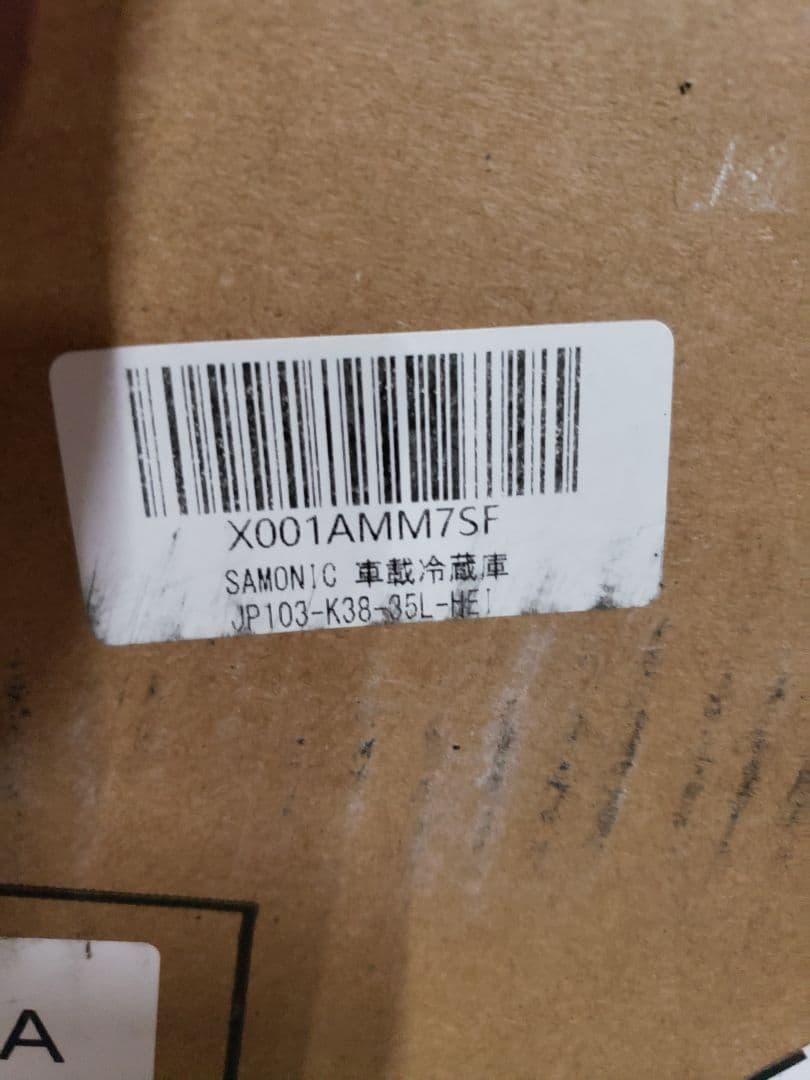 X001AMM7SF
SAMONIC 車載冷蔵庫
JP103-K38-35L-HEI
A